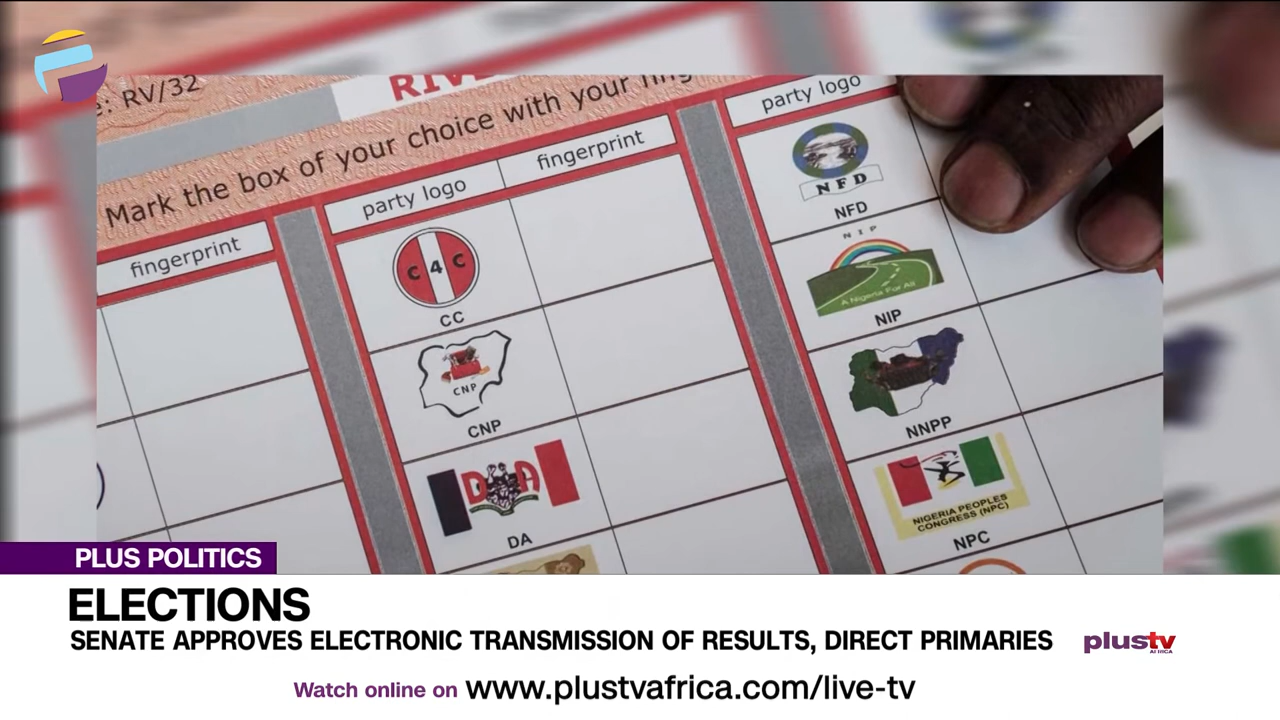 e: RV/32
Mark the box of your choice with your
fingerprint
party logo
fingerprint
C4C
CC
CNP
CNP
DA
DA
party logo
NFD
NFD
NIP
A Nigeria For All
NIP
NNPP
NIGERIA PEOPLES
CONGRESS (NPC)
NPC
PLUS POLITICS
ELECTIONS
SENATE APPROVES ELECTRONIC TRANSMISSION OF RESULTS, DIRECT PRIMARIES
plustv
AFRICA
Watch online on www.plustvafrica.com/live-tv